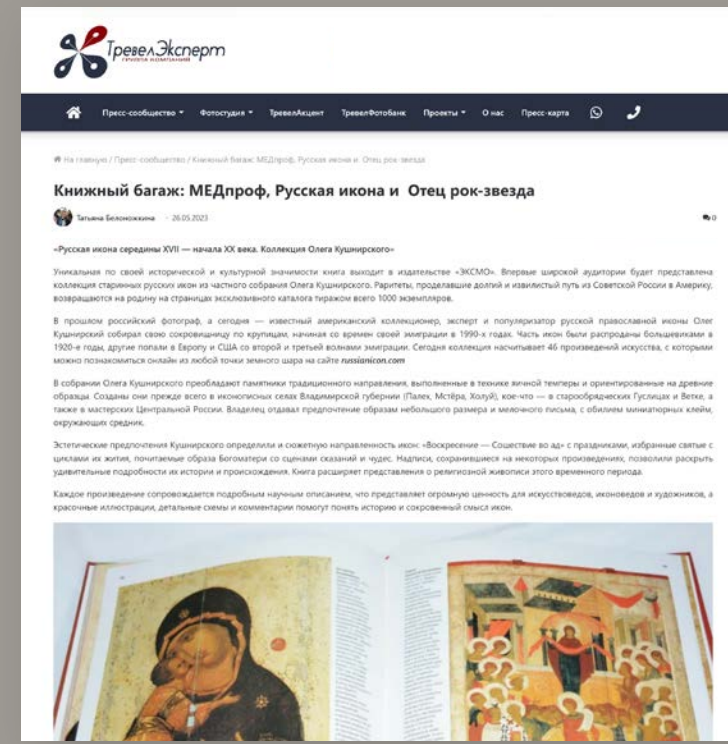 ТревелЭксперт
ГРУППА КОМПАНИЙ
Пресс-сообщество Фотостудия ТревелАкцент ТревелФотобанк Проекты О нас Пресс-карта
На главную / Пресс-сообщество / Книжный багаж: МЕДпроф, Русская икона и Отец рок-звезда
Книжный багаж: МЕДпроф, Русская икона и Отец рок-звезда
Татьяна Белоножкина - 26.05.2023 0
«Русская икона середины XVII — начала XX века. Коллекция Олега Кушнирского»
Уникальная по своей исторической и культурной значимости книга выходит в издательстве «ЭКСМО». Впервые широкой аудитории будет представлена
коллекция старинных русских икон из частного собрания Олега Кушнирского. Раритеты, проделавшие долгий и извилистый путь из Советской России в Америку,
возвращаются на родину на страницах эксклюзивного каталога тиражом всего 1000 экземпляров.
В прошлом российский фотограф, а сегодня — известный американский коллекционер, эксперт и популяризатор русской православной иконы Олег
Кушнирский собирал свою сокровищницу по крупицам, начиная со времен своей эмиграции в 1990-х годах. Часть икон были распроданы большевиками в
1920-е годы, другие попали в Европу и США со второй и третьей волнами эмиграции. Сегодня коллекция насчитывает 46 произведений искусства, с которыми
можно познакомиться онлайн из любой точки земного шара на сайте russianicon.com
В собрании Олега Кушнирского преобладают памятники традиционного направления, выполненные в технике яичной темперы и ориентированные на древние
образцы. Созданы они прежде всего в иконописных селах Владимирской губернии (Палех, Мстёра, Холуй), кое-что — в старообрядческих Гуслицах и Ветке, а
также в мастерских Центральной России. Владелец отдавал предпочтение образам небольшого размера и мелочного письма, с обилием миниатюрных клейм,
окружающих средник.
Эстетические предпочтения Кушнирского определили и сюжетную направленность икон: «Воскресение — Сошествие во ад» с праздниками, избранные святые с
циклами их жития, почитаемые образа Богоматери со сценами сказаний и чудес. Надписи, сохранившиеся на некоторых произведениях, позволили раскрыть
удивительные подробности их истории и происхождения. Книга расширяет представления о религиозной живописи этого временного периода.
Каждое произведение сопровождается подробным научным описанием, что представляет огромную ценность для искусствоведов, иконоведов и художников, а
красочные иллюстрации, детальные схемы и комментарии помогут понять историю и сокровенный смысл икон.